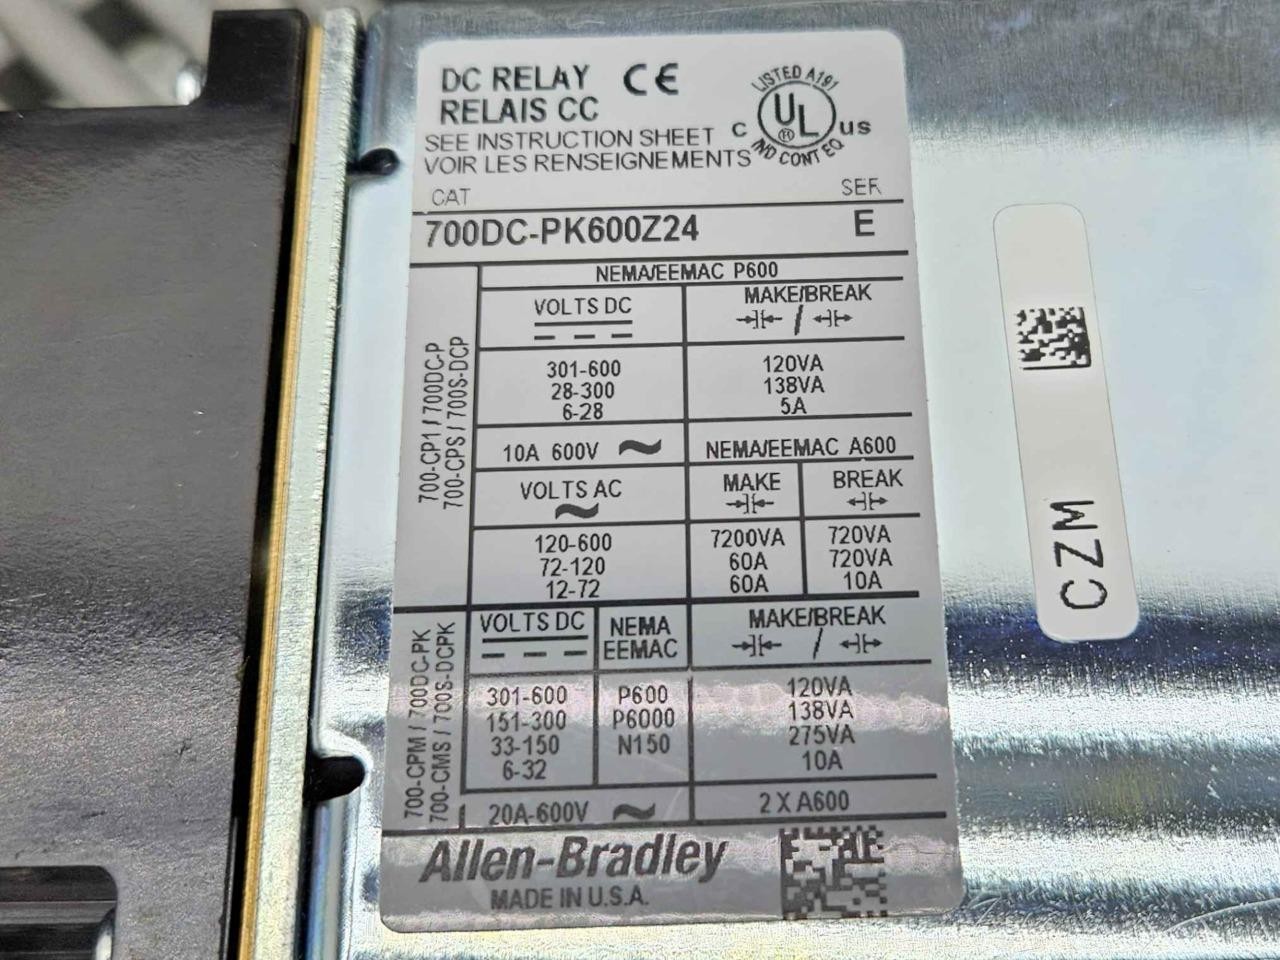 DC RELAY CE
RELAIS CC
SEE INSTRUCTION SHEET
VOIR LES RENSEIGNEMENTS
LISTED A191
C UL ® US
IND CONT EQ
CAT SER
700DC-PK600Z24 E
700-CP1 / 700DC-P
700-CPS / 700S-DCP
NEMA/EEMAC P600
VOLTS DC MAKE/BREAK
301-600 120VA
28-300 138VA
6-28 5A
10A 600V NEMA/EEMAC A600
VOLTS AC MAKE BREAK
120-600 7200VA 720VA
72-120 60A 720VA
12-72 60A 10A
700-CPM / 700DC-PK
700-CMS / 700S-DCPK
VOLTS DC NEMA MAKE/BREAK
EEMAC
301-600 P600 120VA
151-300 P6000 138VA
33-150 N150 275VA
6-32 10A
20A-600V 2 X A600
Allen-Bradley
MADE IN U.S.A.
CZM